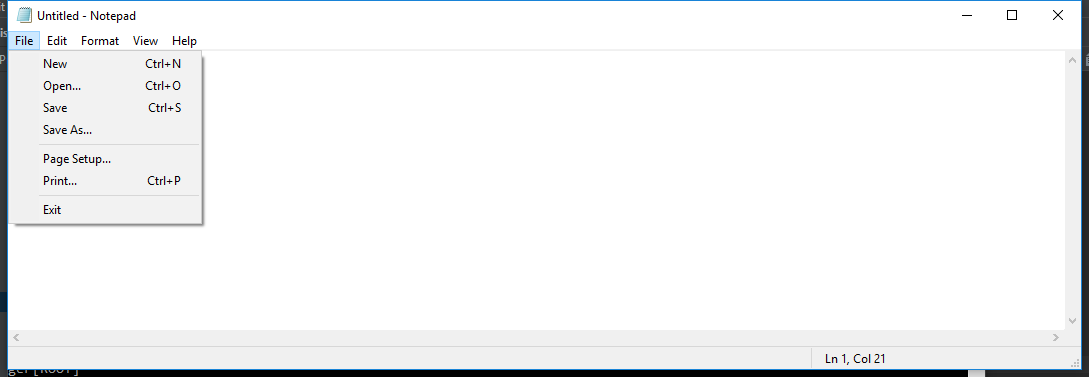 Untitled - Notepad
File Edit Format View Help
New Ctrl+N
Open... Ctrl+O
Save Ctrl+S
Save As...
Page Setup...
Print... Ctrl+P
Exit
Ln 1, Col 21